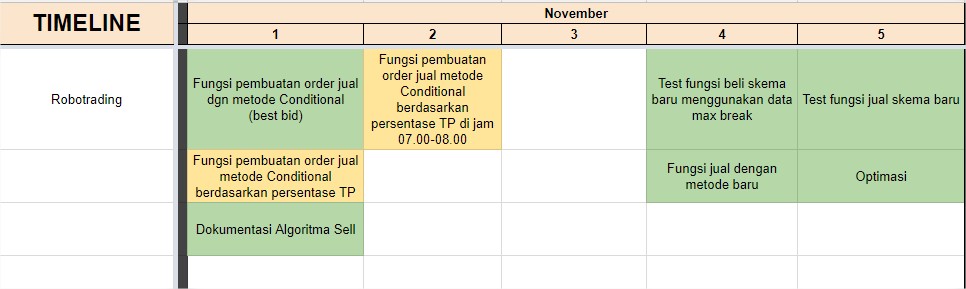 TIMELINE
November
1 2 3 4 5
Robotrading
Fungsi pembuatan order jual
dgn metode Conditional
(best bid)
Fungsi pembuatan
order jual metode
Conditional
berdasarkan
persentase TP di jam
07.00-08.00
Test fungsi beli skema
baru menggunakan data
max break
Test fungsi jual skema baru
Fungsi pembuatan order jual
metode Conditional
berdasarkan persentase TP
Fungsi jual dengan
metode baru
Optimasi
Dokumentasi Algoritma Sell